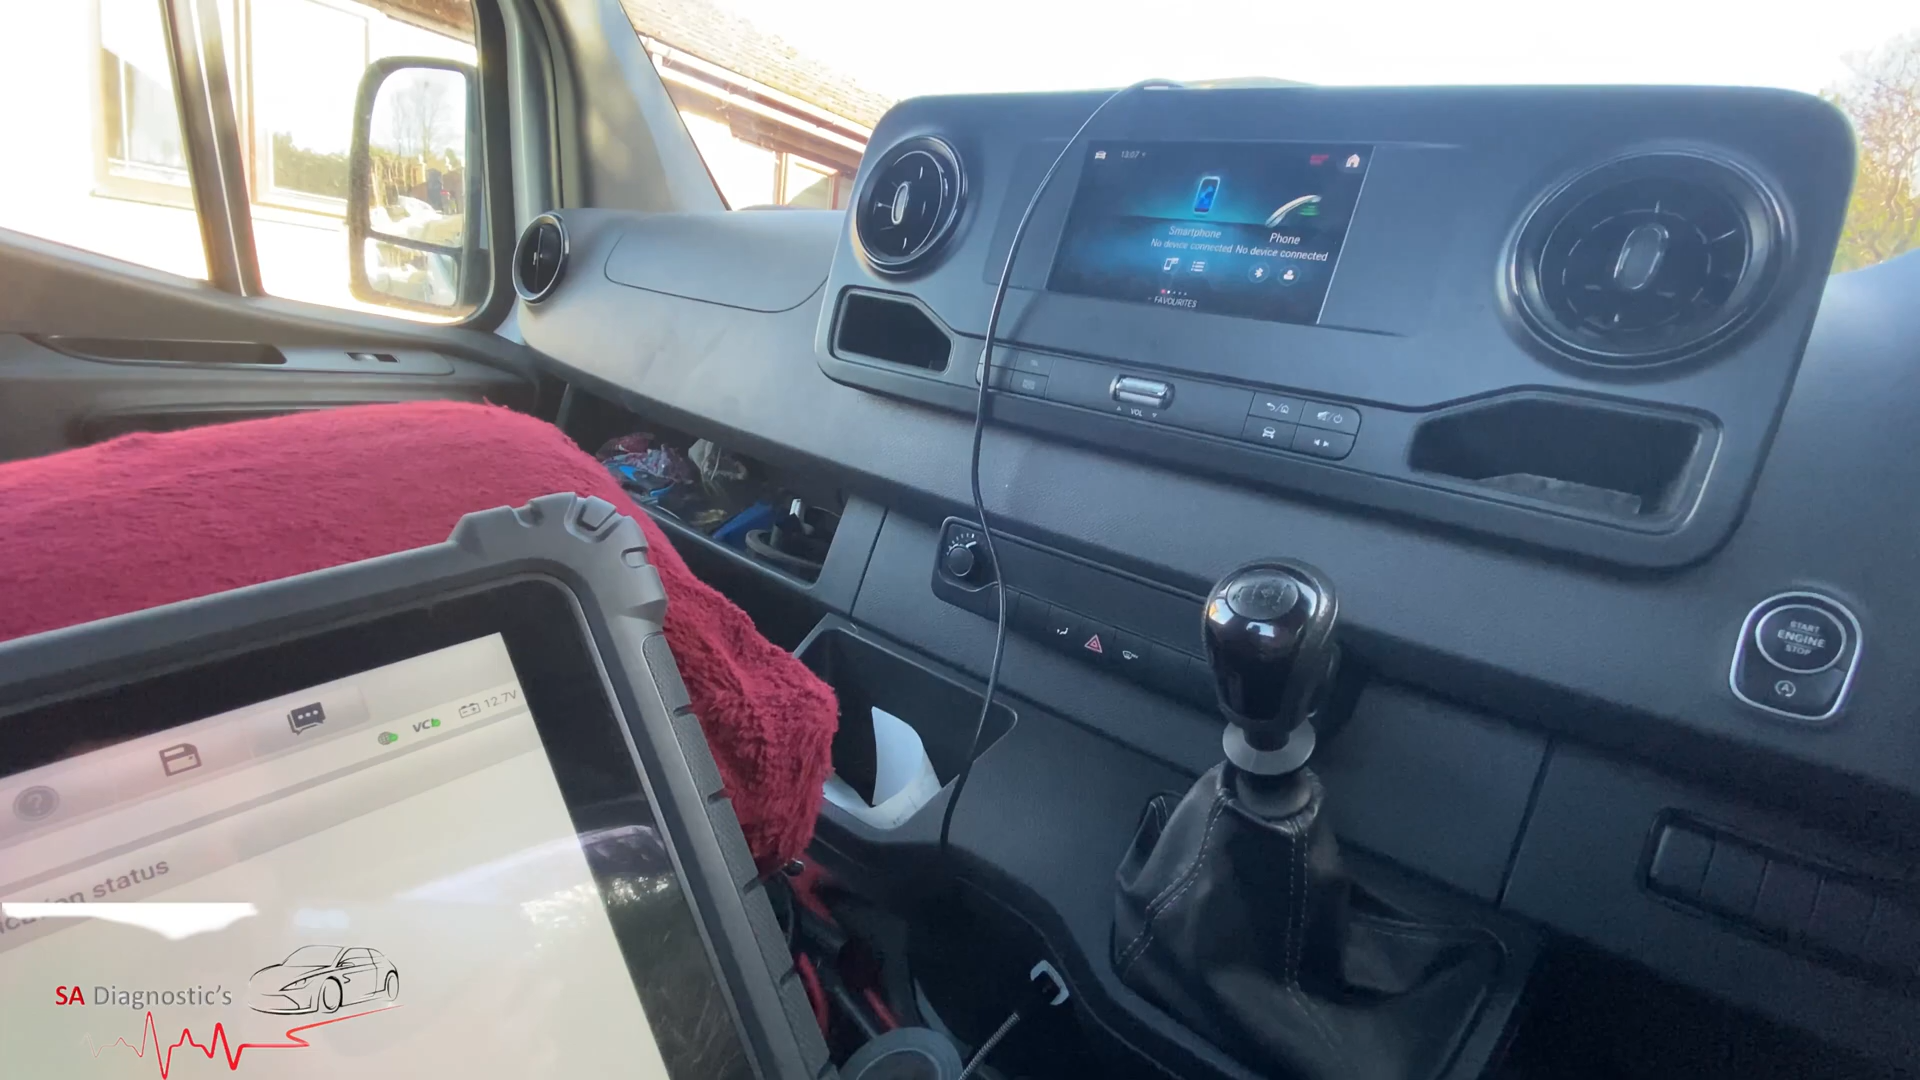 13:07
Smartphone
No device connected
Phone
No device connected
FAVOURITES
VOL
START
ENGINE
STOP
A
?
VCI
12.7V
status
SA Diagnostic's